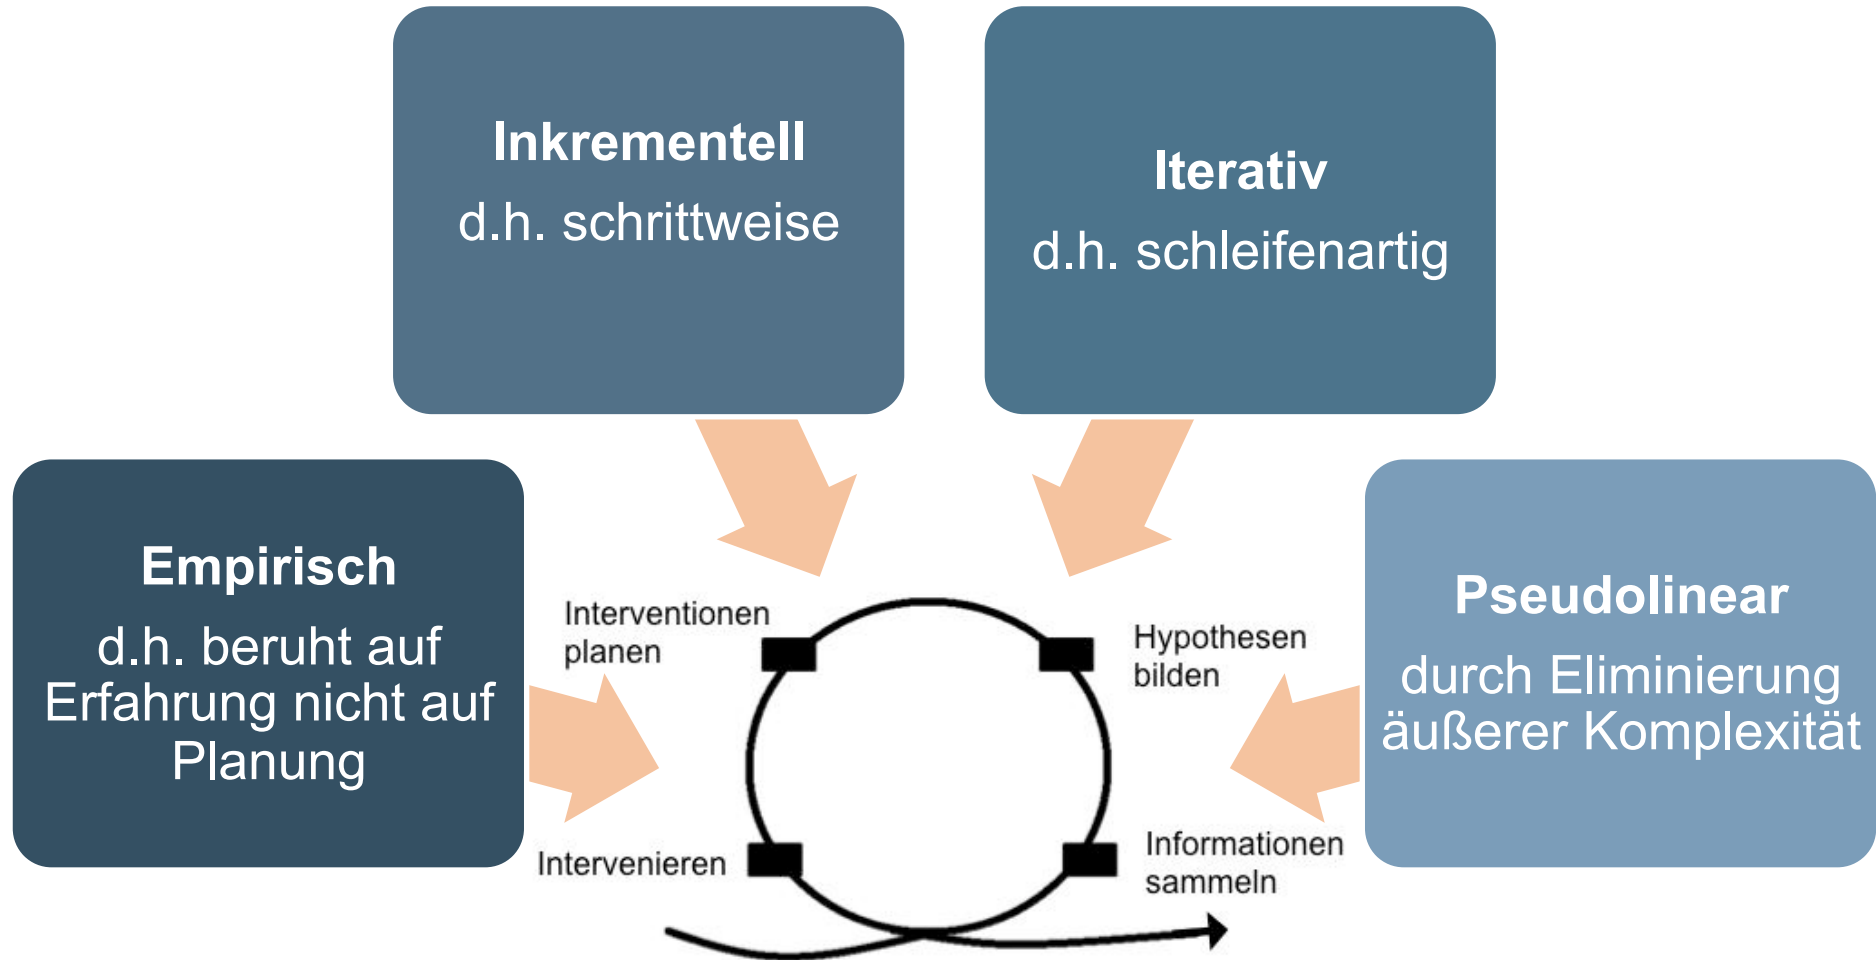 Inkrementell
d.h. schrittweise
Iterativ
d.h. schleifenartig
Empirisch
d.h. beruht auf
Erfahrung nicht auf
Planung
Pseudolinear
durch Eliminierung
äußerer Komplexität
Interventionen
planen
Hypothesen
bilden
Intervenieren
Informationen
sammeln